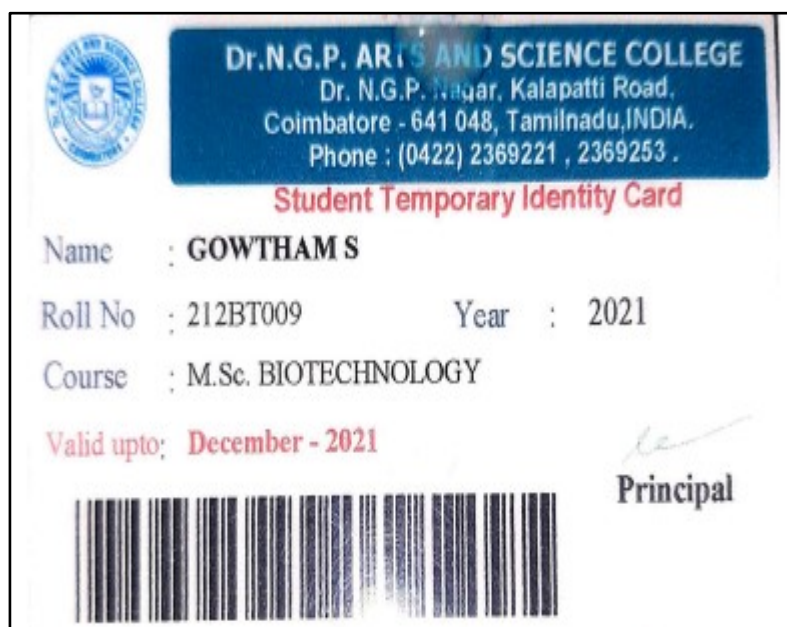 Dr.N.G.P. ARTS AND SCIENCE COLLEGE
Dr. N.G.P. Nagar, Kalapatti Road,
Coimbatore - 641 048, Tamilnadu,INDIA.
Phone : (0422) 2369221 , 2369253 .
Student Temporary Identity Card
Name : GOWTHAM S
Roll No : 212BT009 Year : 2021
Course : M.Sc. BIOTECHNOLOGY
Valid upto: December - 2021
Principal